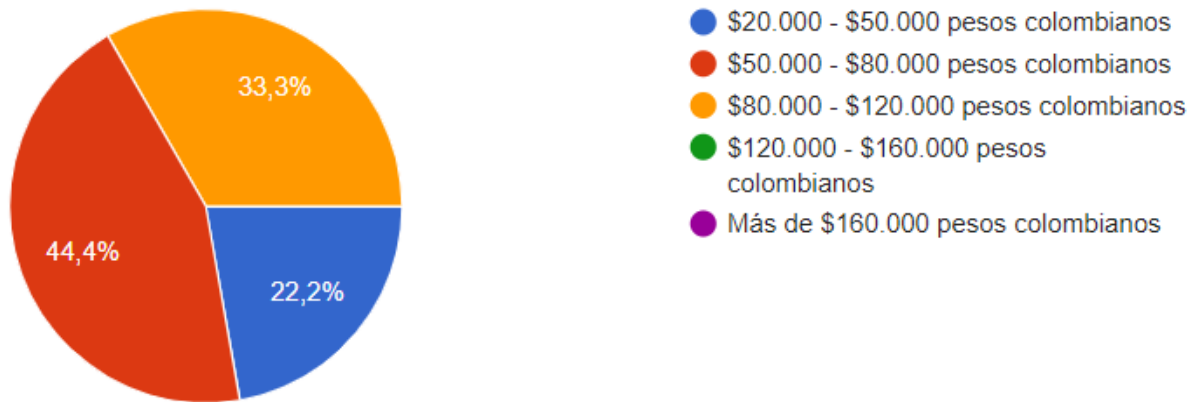 33,3%
44,4%
22,2%
$20.000 - $50.000 pesos colombianos
$50.000 - $80.000 pesos colombianos
$80.000 - $120.000 pesos colombianos
$120.000 - $160.000 pesos
colombianos
Más de $160.000 pesos colombianos